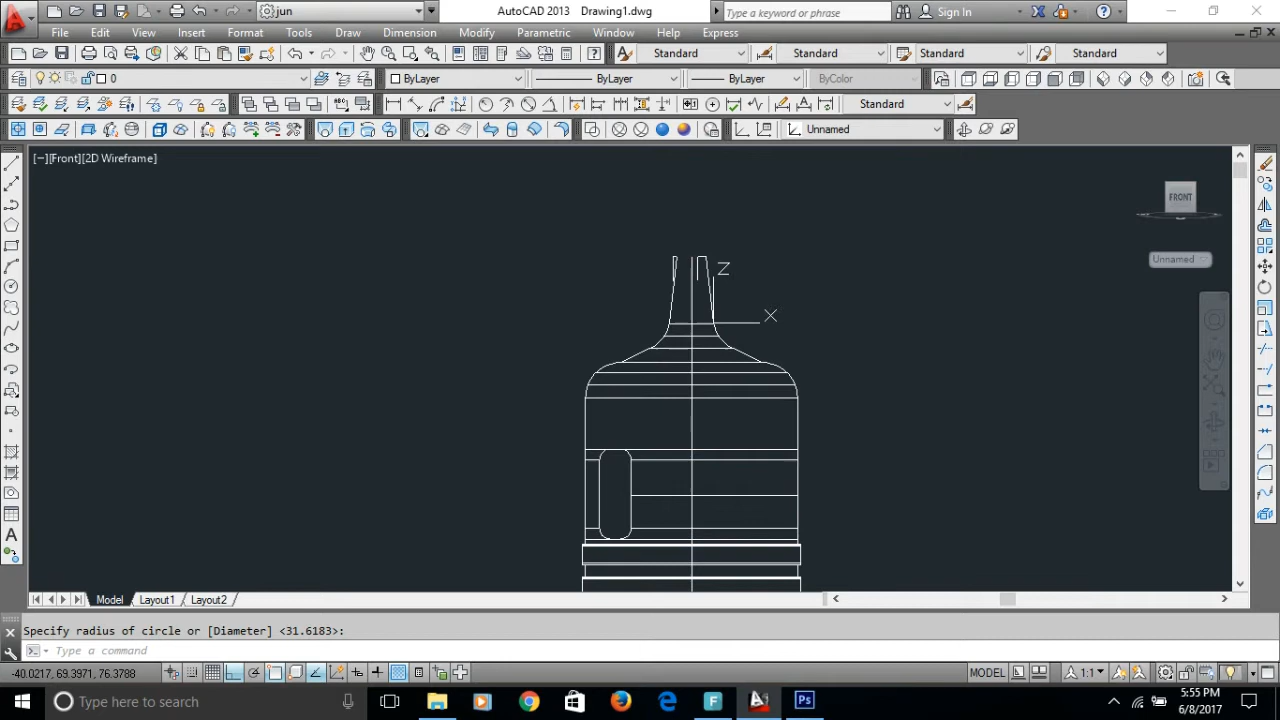 jun
AutoCAD 2013 Drawing1.dwg
Type a keyword or phrase
Sign In
File Edit View Insert Format Tools Draw Dimension Modify Parametric Window Help Express
Standard Standard Standard Standard
0 ByLayer ByLayer ByLayer ByColor
Standard
Unnamed
[−][Front][2D Wireframe]
FRONT
Unnamed
Z
X
Model Layout1 Layout2
Specify radius of circle or [Diameter] <31.6183>:
Type a command
-40.0217, 69.3971, 76.3788
MODEL
1:1
Type here to search
F
Ps
5:55 PM
6/8/2017